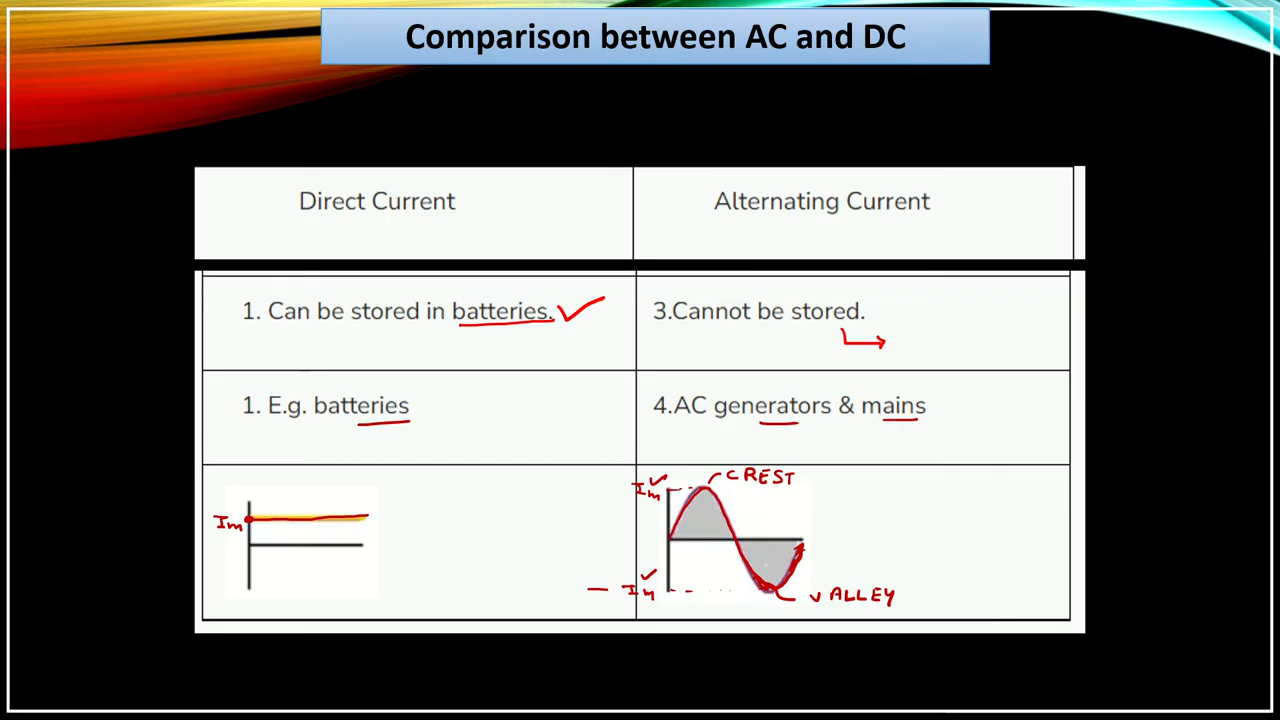 Comparison between AC and DC
Direct Current
Alternating Current
1. Can be stored in batteries.
3.Cannot be stored.
1. E.g. batteries
4.AC generators & mains
Im
Im
CREST
- Im
VALLEY